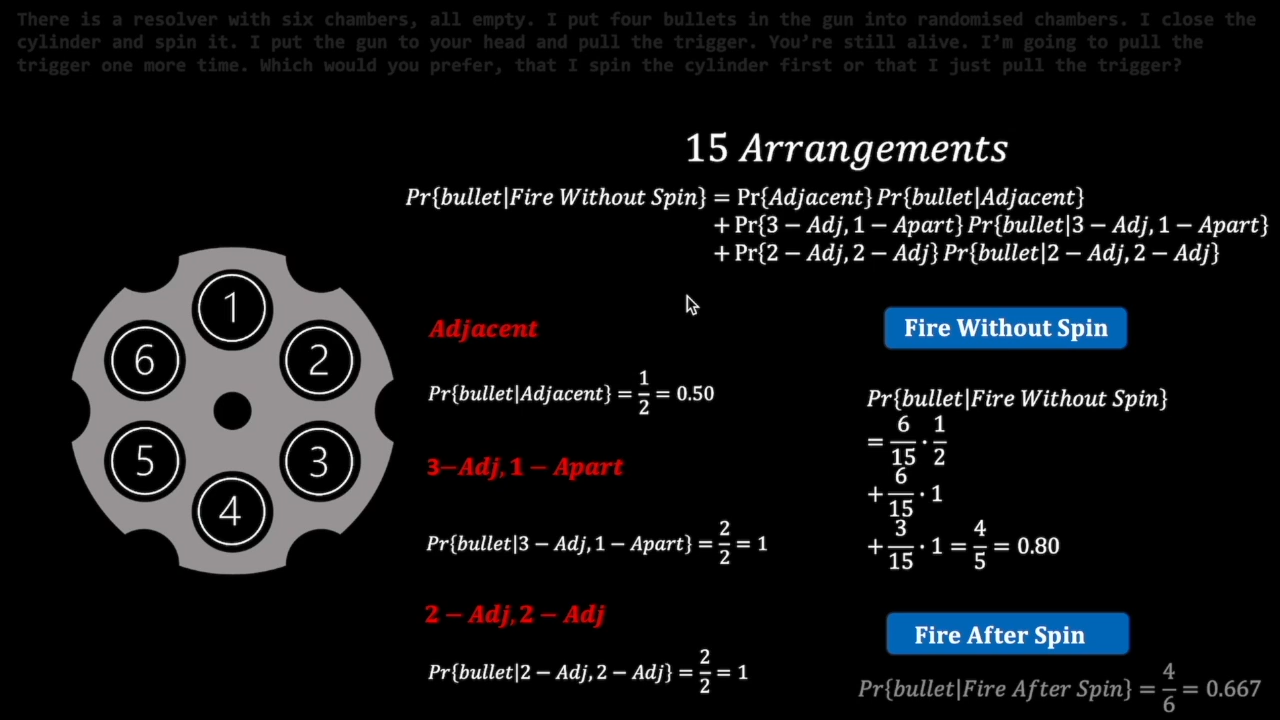 There is a resolver with six chambers, all empty. I put four bullets in the gun into randomised chambers. I close the
cylinder and spin it. I put the gun to your head and pull the trigger. You’re still alive. I’m going to pull the
trigger one more time. Which would you prefer, that I spin the cylinder first or that I just pull the trigger?
15 Arrangements
Pr{bullet|Fire Without Spin} = Pr{Adjacent} Pr{bullet|Adjacent}
+ Pr{3 − Adj, 1 − Apart} Pr{bullet|3 − Adj, 1 − Apart}
+ Pr{2 − Adj, 2 − Adj} Pr{bullet|2 − Adj, 2 − Adj}
1
6
2
5
3
4
Adjacent
Pr{bullet|Adjacent} = 1/2 = 0.50
3−Adj, 1 − Apart
Pr{bullet|3 − Adj, 1 − Apart} = 2/2 = 1
2 − Adj, 2 − Adj
Pr{bullet|2 − Adj, 2 − Adj} = 2/2 = 1
Fire Without Spin
Pr{bullet|Fire Without Spin}
= 6/15 · 1/2
+ 6/15 · 1
+ 3/15 · 1 = 4/5 = 0.80
Fire After Spin
Pr{bullet|Fire After Spin} = 4/6 = 0.667